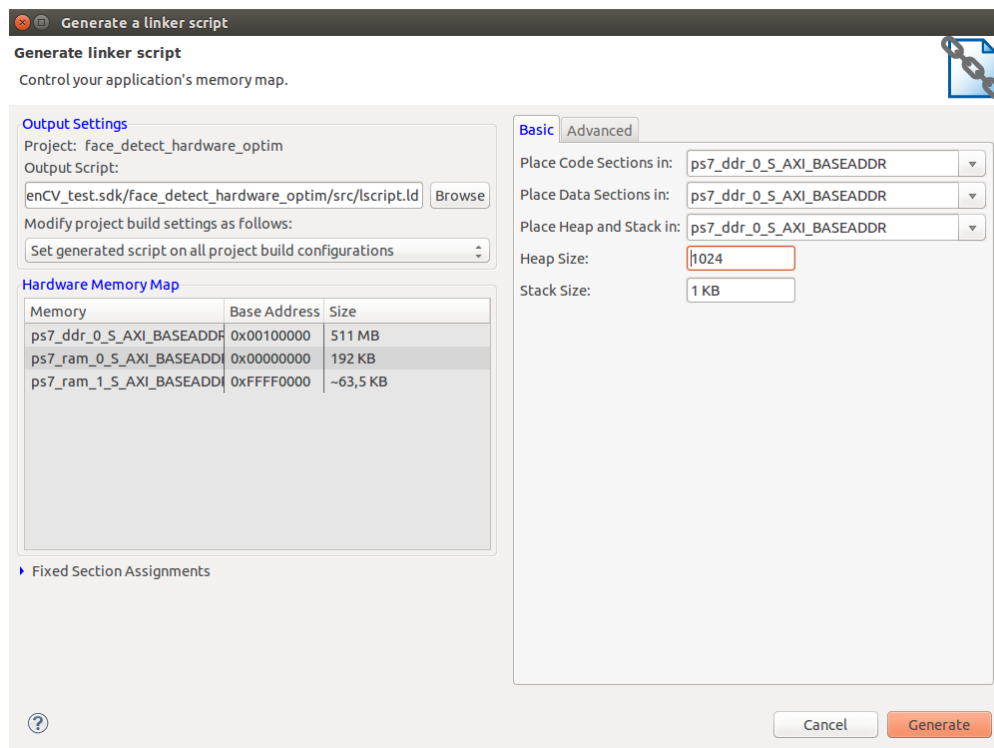 Generate a linker script
Generate linker script
Control your application's memory map.
Output Settings
Project: face_detect_hardware_optim
Output Script:
enCV_test.sdk/face_detect_hardware_optim/src/lscript.ld Browse
Modify project build settings as follows:
Set generated script on all project build configurations
Hardware Memory Map
Memory Base Address Size
ps7_ddr_0_S_AXI_BASEADDR 0x00100000 511 MB
ps7_ram_0_S_AXI_BASEADDI 0x00000000 192 KB
ps7_ram_1_S_AXI_BASEADDI 0xFFFF0000 ~63,5 KB
Fixed Section Assignments
Basic Advanced
Place Code Sections in: ps7_ddr_0_S_AXI_BASEADDR
Place Data Sections in: ps7_ddr_0_S_AXI_BASEADDR
Place Heap and Stack in: ps7_ddr_0_S_AXI_BASEADDR
Heap Size: 1024
Stack Size: 1 KB
?
Cancel Generate